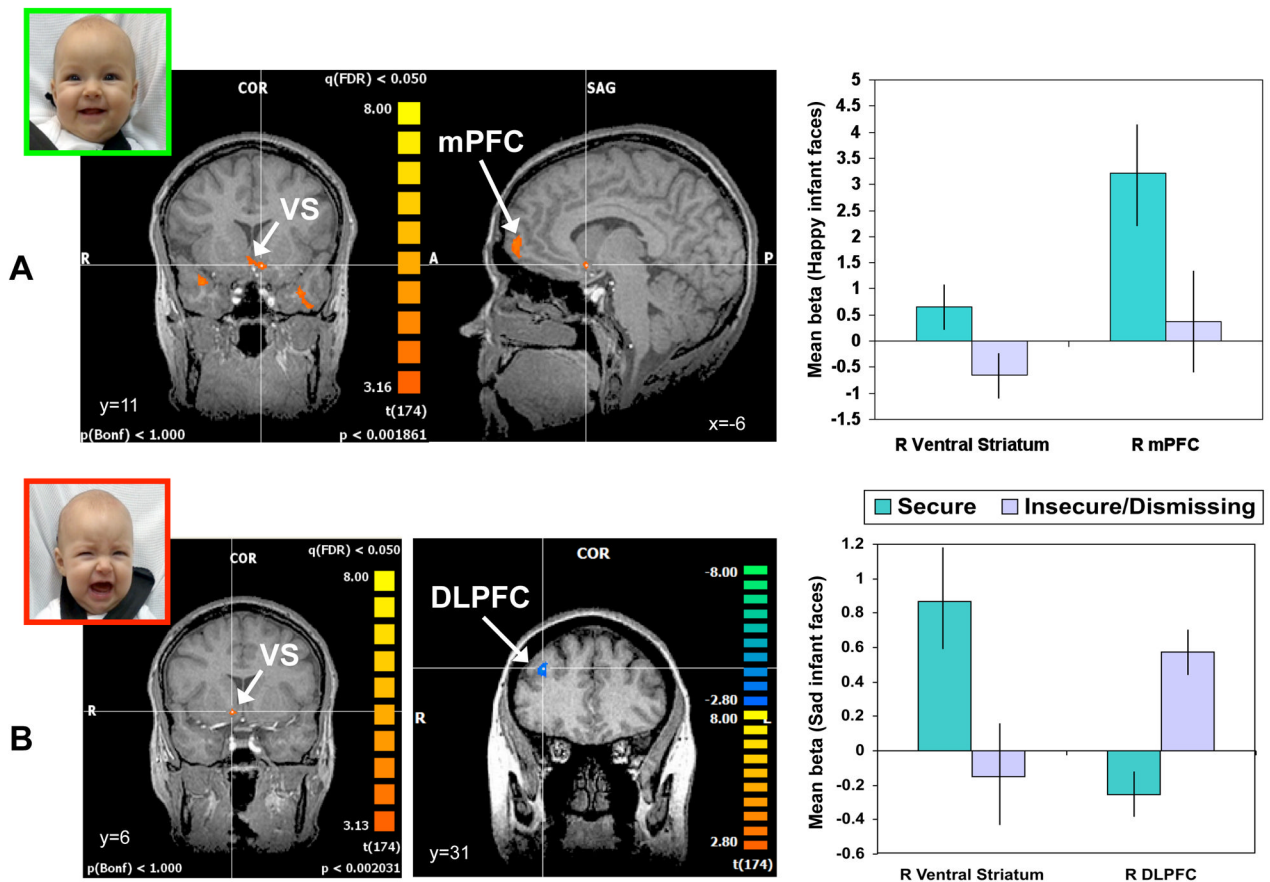 A
COR
q(FDR) < 0.050
8.00
VS
R
3.16
t(174)
y=11
p(Bonf) < 1.000
p < 0.001861
SAG
mPFC
A
P
x=-6
Mean beta (Happy infant faces)
5
4.5
4
3.5
3
2.5
2
1.5
1
0.5
0
-0.5
-1
-1.5
R Ventral Striatum
R mPFC
B
COR
q(FDR) < 0.050
8.00
VS
R
3.13
t(174)
y=6
p(Bonf) < 1.000
p < 0.002031
COR
DLPFC
-8.00
-2.80
8.00
R
L
2.80
y=31
t(174)
Secure
Insecure/Dismissing
Mean beta (Sad infant faces)
1.2
1
0.8
0.6
0.4
0.2
0
-0.2
-0.4
-0.6
R Ventral Striatum
R DLPFC